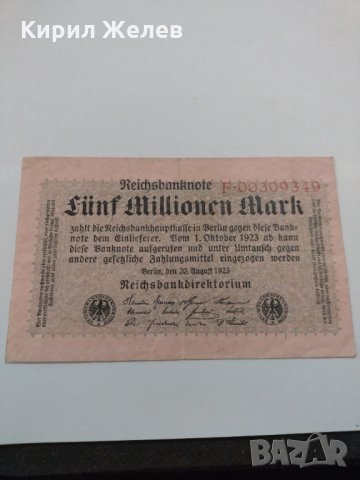 Кирил Желев
Reichsbanknote
F·00309349
Fünf Millionen Mark
zahlt die Reichsbankhauptkasse in Berlin gegen diese Bank-
note dem Einlieferer. Vom 1. Oktober 1923 ab kann
diese Banknote aufgerufen und unter Umtausch gegen
andere gesetzliche Zahlungsmittel eingezogen werden
Berlin, den 20. August 1923
Reichsbankdirektorium
BAZAR